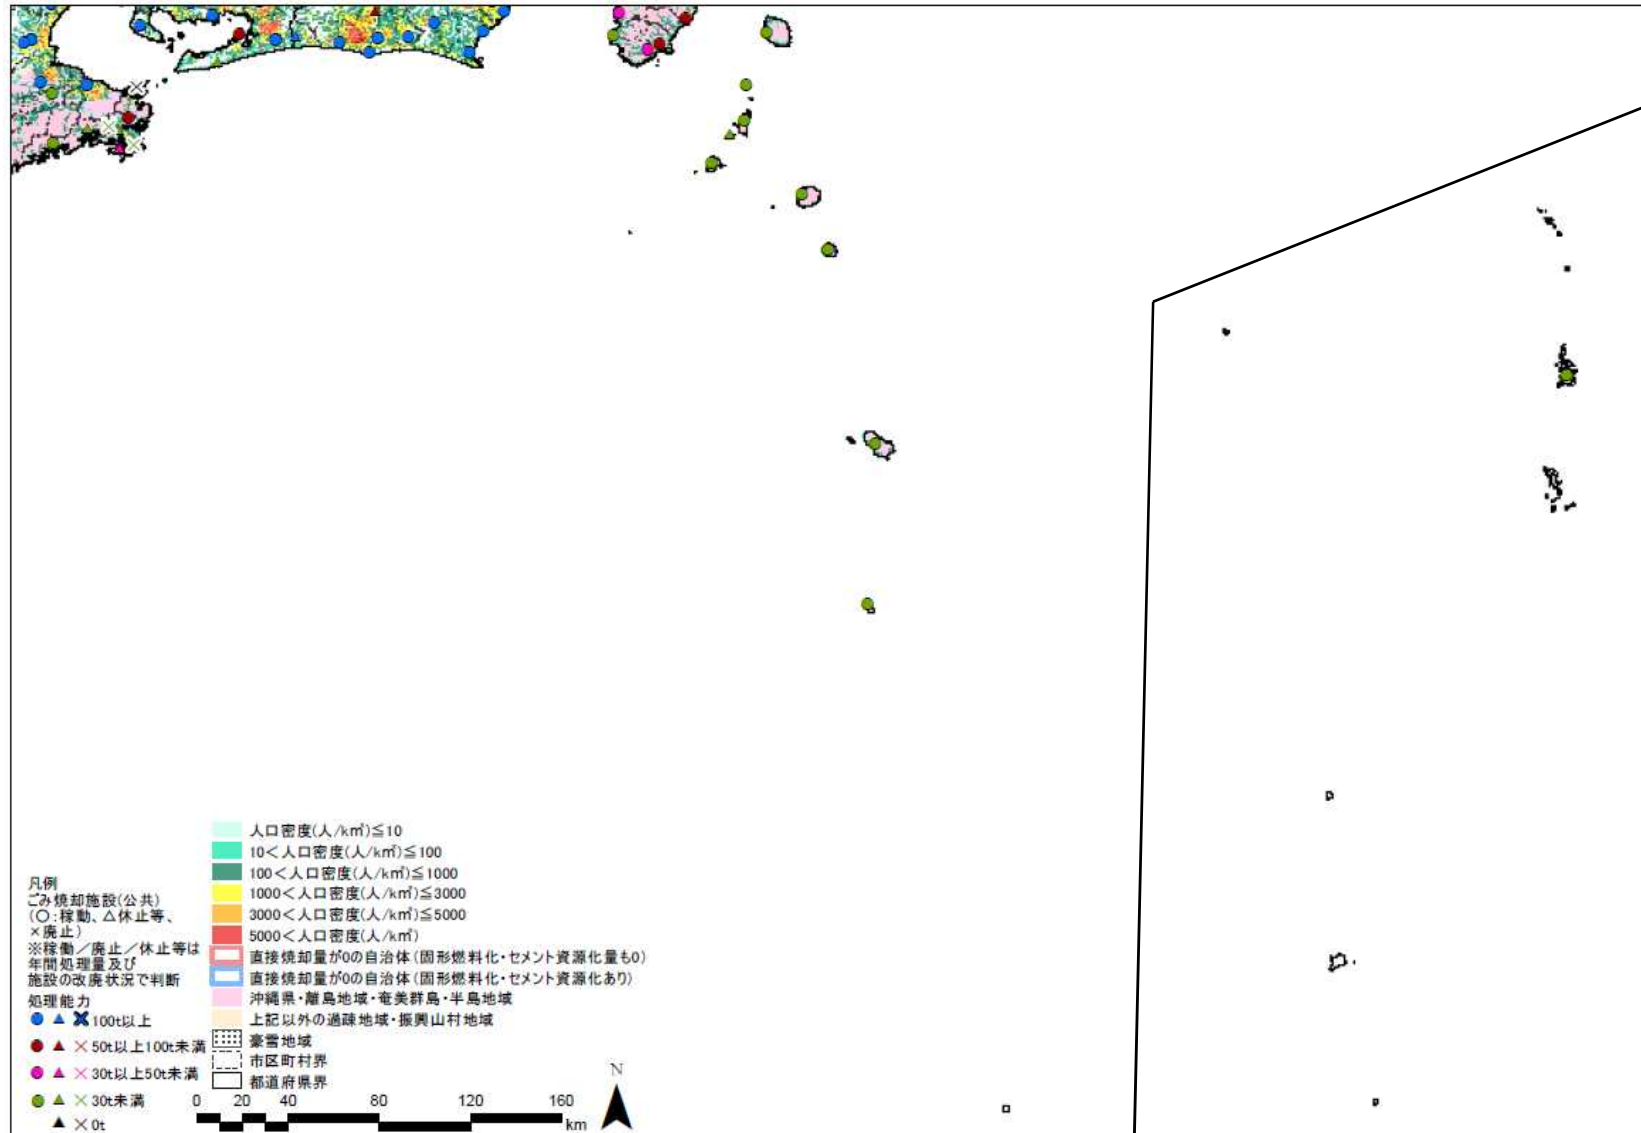 人口密度(人/k㎡)≦10
10＜人口密度(人/k㎡)≦100
100＜人口密度(人/k㎡)≦1000
1000＜人口密度(人/k㎡)≦3000
3000＜人口密度(人/k㎡)≦5000
5000＜人口密度(人/k㎡)
直接焼却量が0の自治体(固形燃料化・セメント資源化量も0)
直接焼却量が0の自治体(固形燃料化・セメント資源化あり)
沖縄県・離島地域・奄美群島・半島地域
上記以外の過疎地域・振興山村地域
豪雪地域
市区町村界
都道府県界
凡例
ごみ焼却施設(公共)
(○:稼動、△休止等、
×廃止)
※稼働／廃止／休止等は
年間処理量及び
施設の改廃状況で判断
処理能力
100t以上
50t以上100t未満
30t以上50t未満
30t未満
0t
0 20 40 80 120 160
km
N